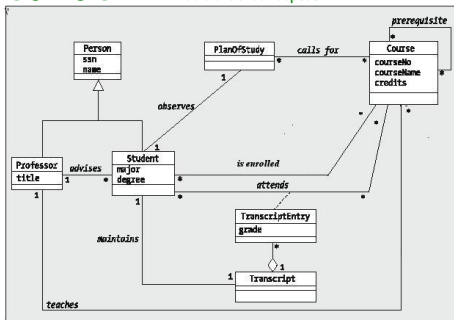 prerequisite
Person
ssn
name
PlanOfStudy
1
*
calls for
*
Course
courseNo
courseName
credits
*
*
observes
1
Professor
title
1
advises
*
Student
major
degree
1
*
is enrolled
*
*
attends
*
*
1
1
TranscriptEntry
grade
*
maintains
1
1
Transcript
teaches
*